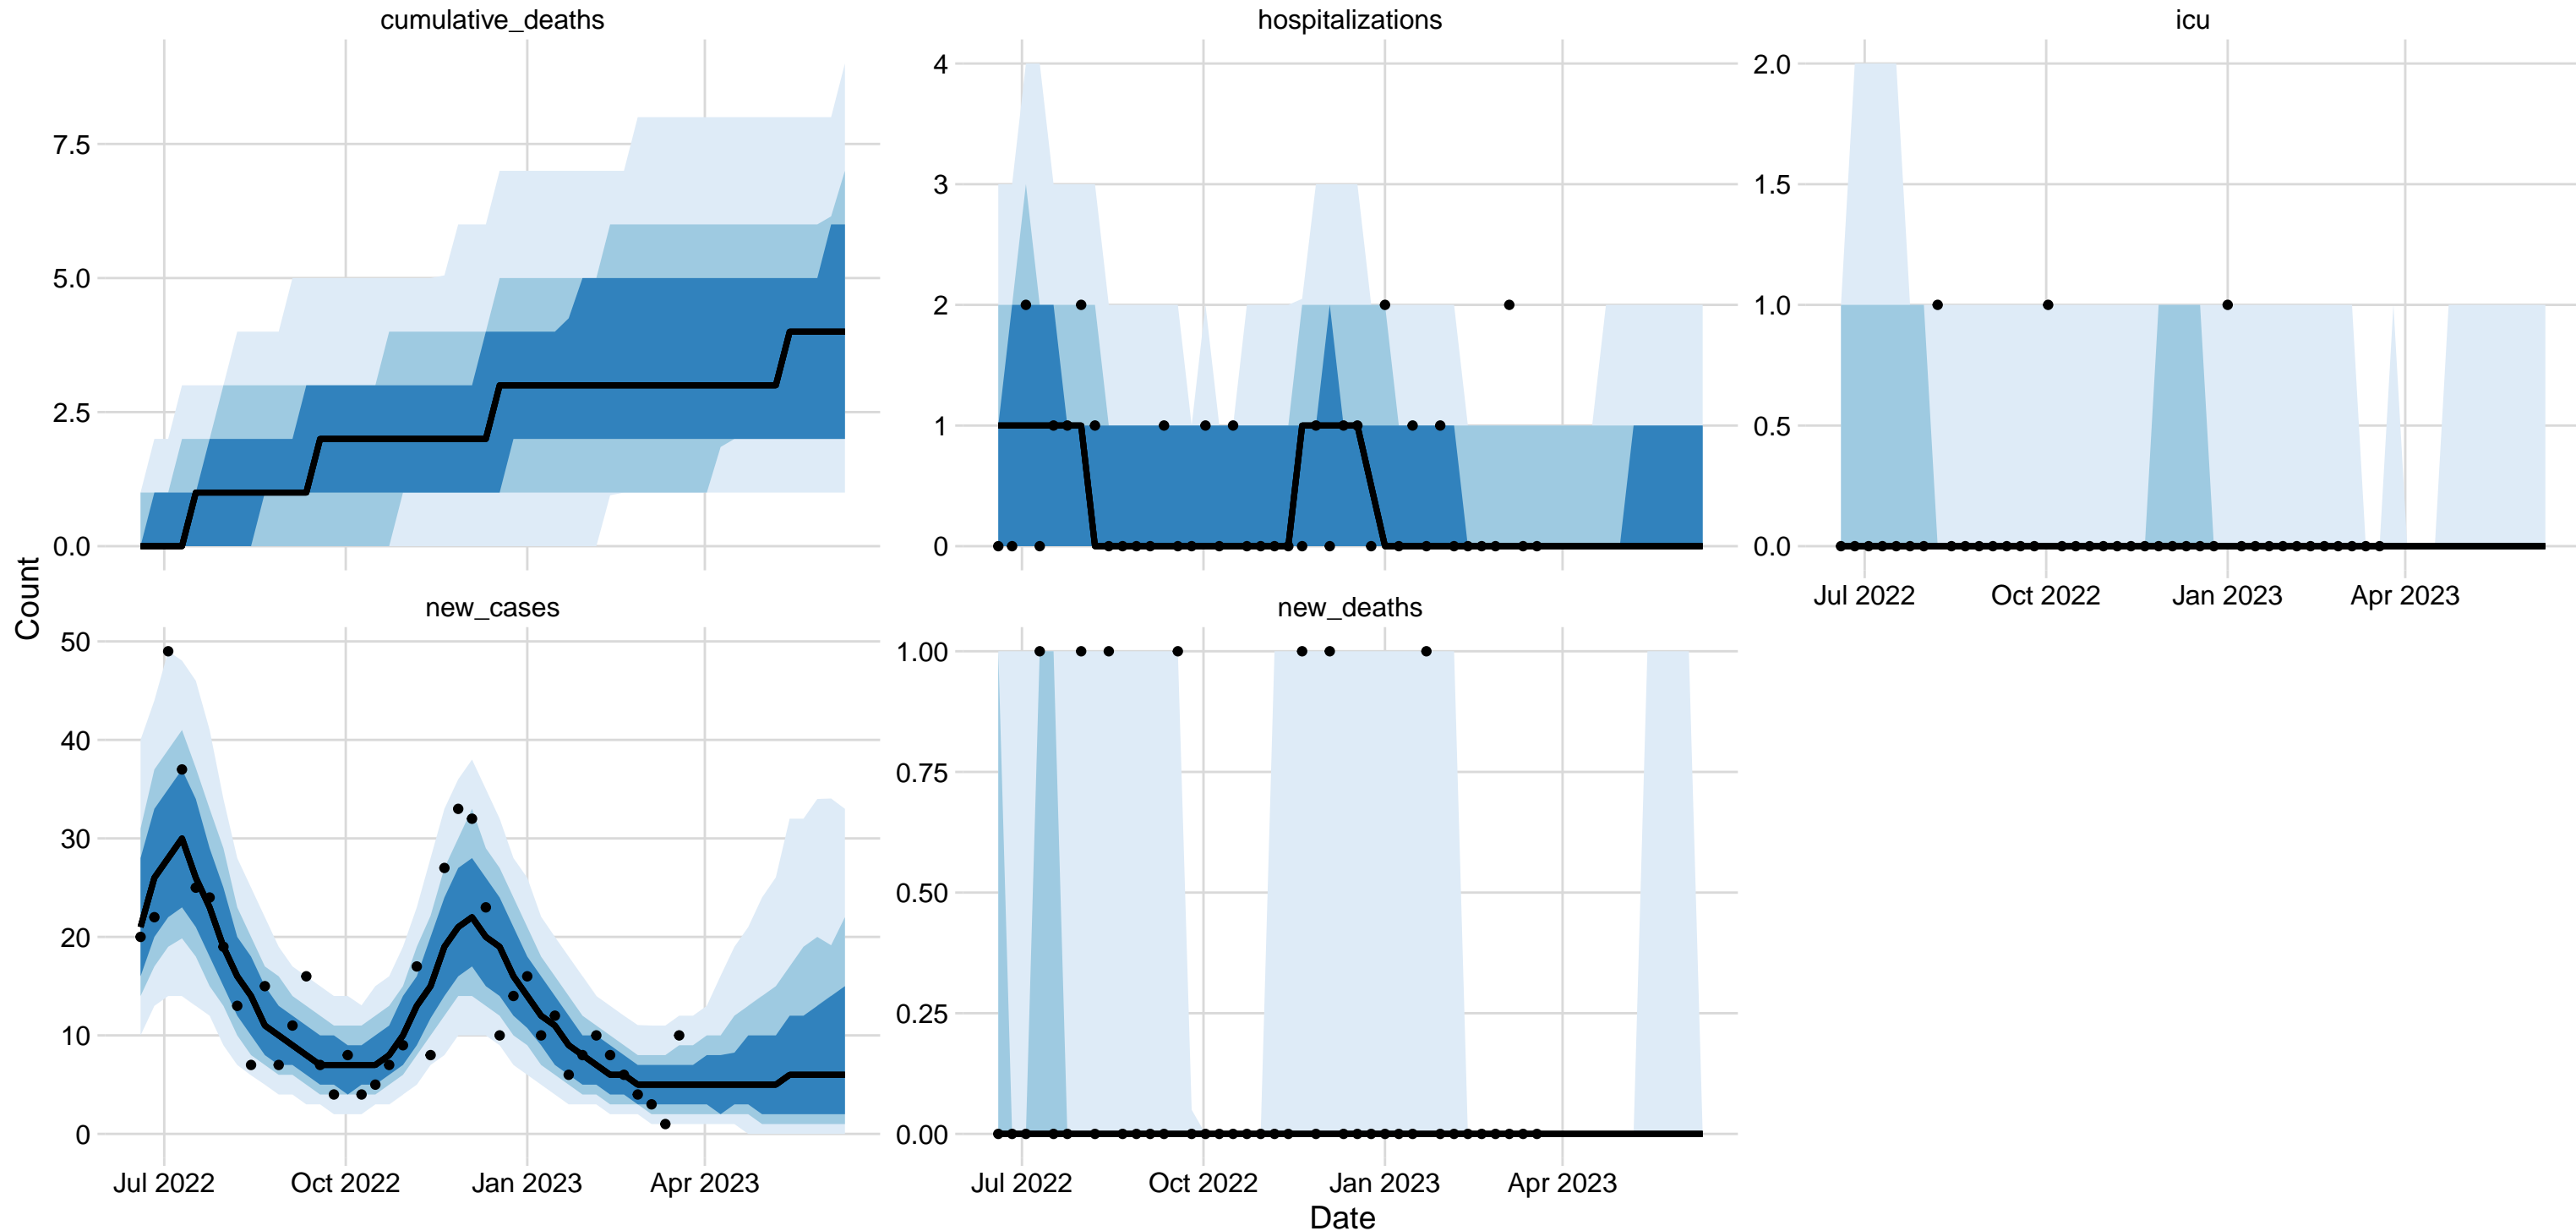 cumulative_deaths
hospitalizations
icu
7.5
5.0
2.5
0.0
4
3
2
1
0
2.0
1.5
1.0
0.5
0.0
Jul 2022
Oct 2022
Jan 2023
Apr 2023
Count
new_cases
new_deaths
50
40
30
20
10
0
1.00
0.75
0.50
0.25
0.00
Jul 2022
Oct 2022
Jan 2023
Apr 2023
Jul 2022
Oct 2022
Jan 2023
Apr 2023
Date